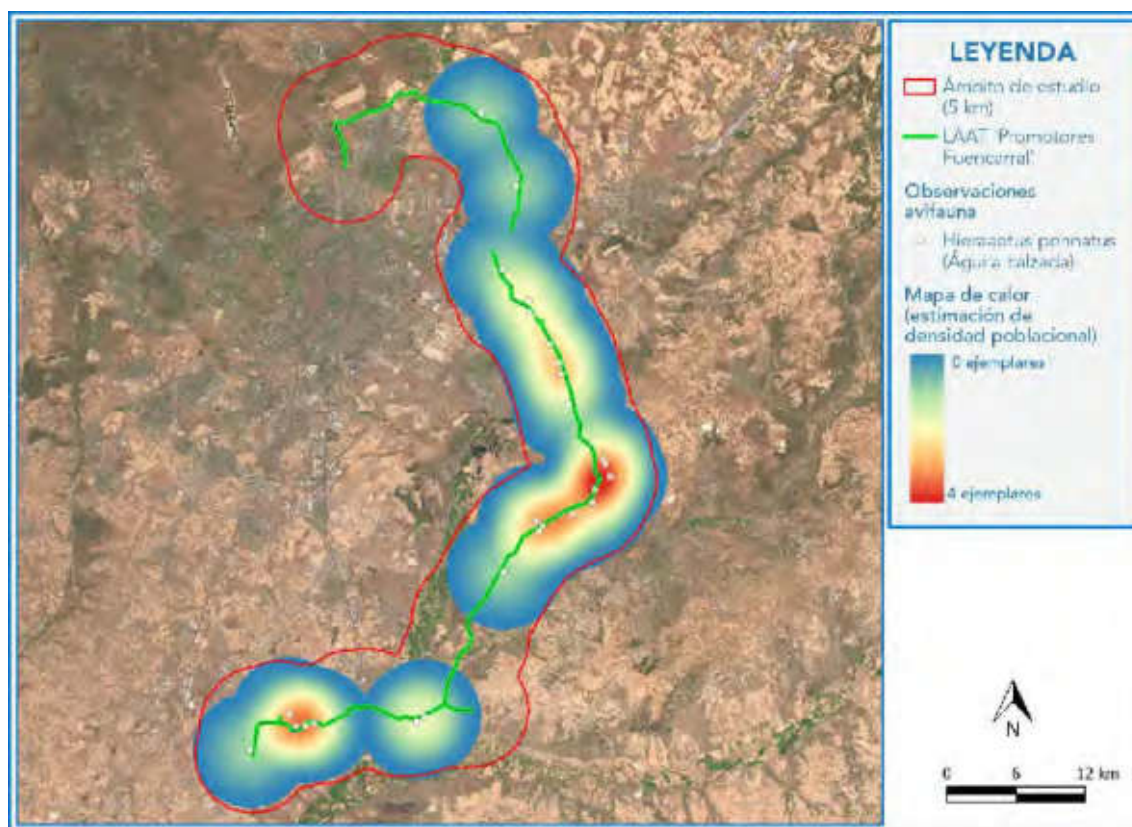 LEYENDA
Ámbito de estudio
(5 km)
LAAT "Promotores
Fuencarral"
Observaciones
avifauna
Hieraaetus pennatus
(Águila calzada)
Mapa de calor
(estimación de
densidad poblacional)
0 ejemplares
4 ejemplares
N
0 6 12 km